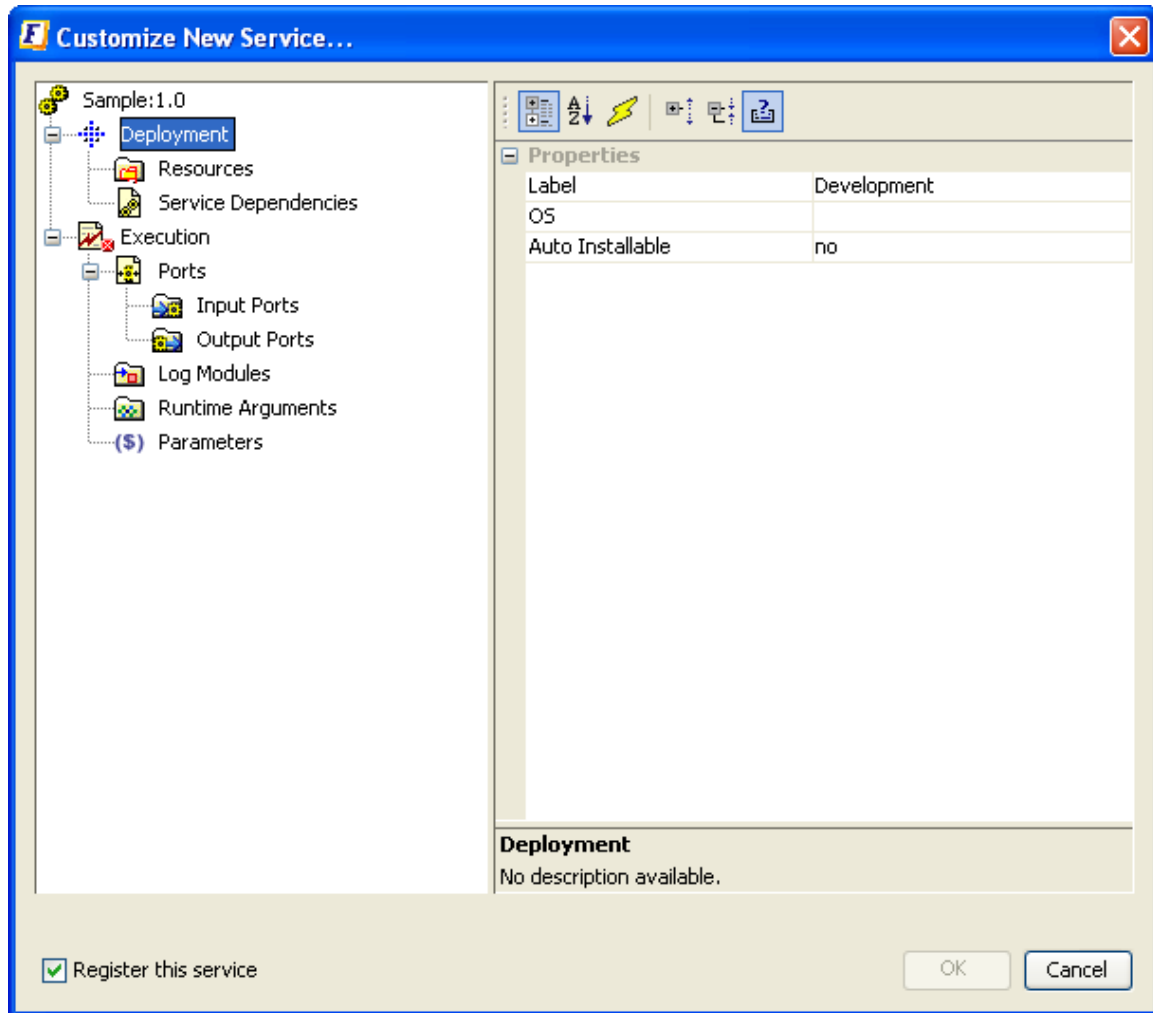 Customize New Service...
Sample:1.0
Deployment
Resources
Service Dependencies
Execution
Ports
Input Ports
Output Ports
Log Modules
Runtime Arguments
($) Parameters
A Z
Properties
Label Development
OS
Auto Installable no
Deployment
No description available.
Register this service
OK Cancel